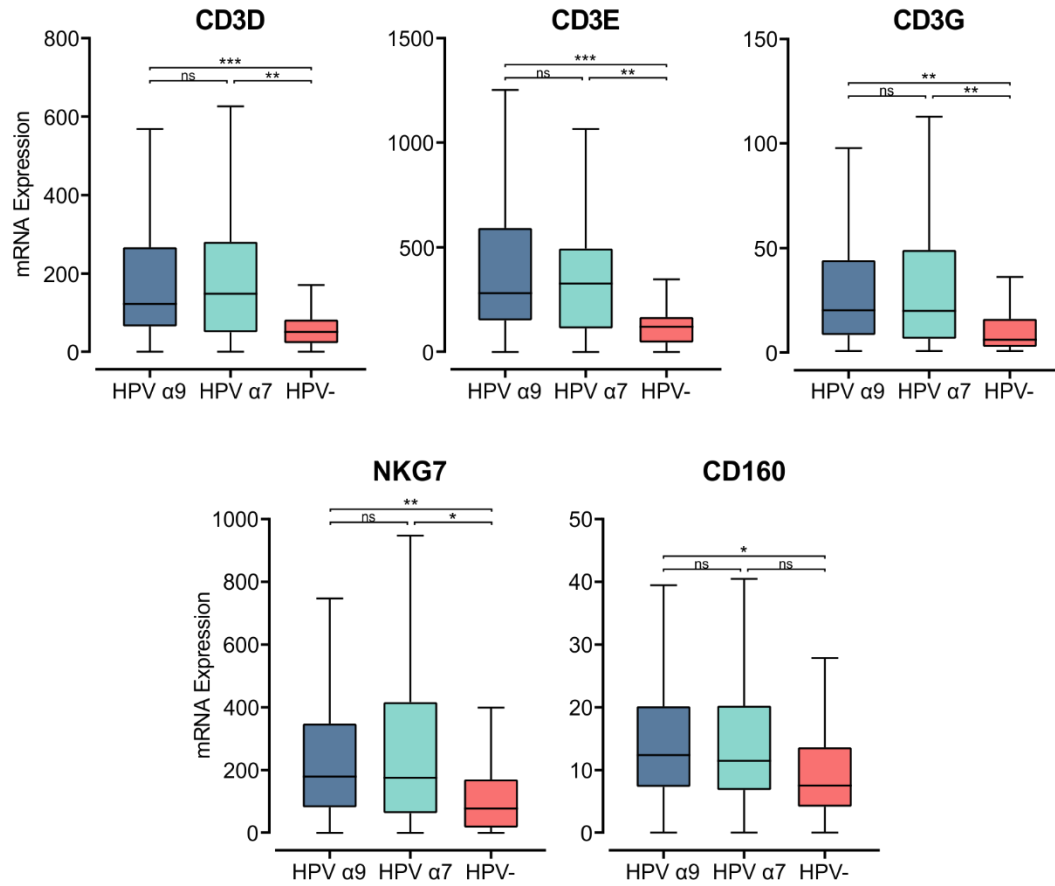 CD3D
CD3E
CD3G
mRNA Expression
800
600
400
200
0
***
ns
**
HPV α9
HPV α7
HPV-
1500
1000
500
0
***
ns
**
HPV α9
HPV α7
HPV-
150
100
50
0
**
ns
**
HPV α9
HPV α7
HPV-
NKG7
CD160
mRNA Expression
1000
800
600
400
200
0
**
ns
*
HPV α9
HPV α7
HPV-
50
40
30
20
10
0
*
ns
ns
HPV α9
HPV α7
HPV-